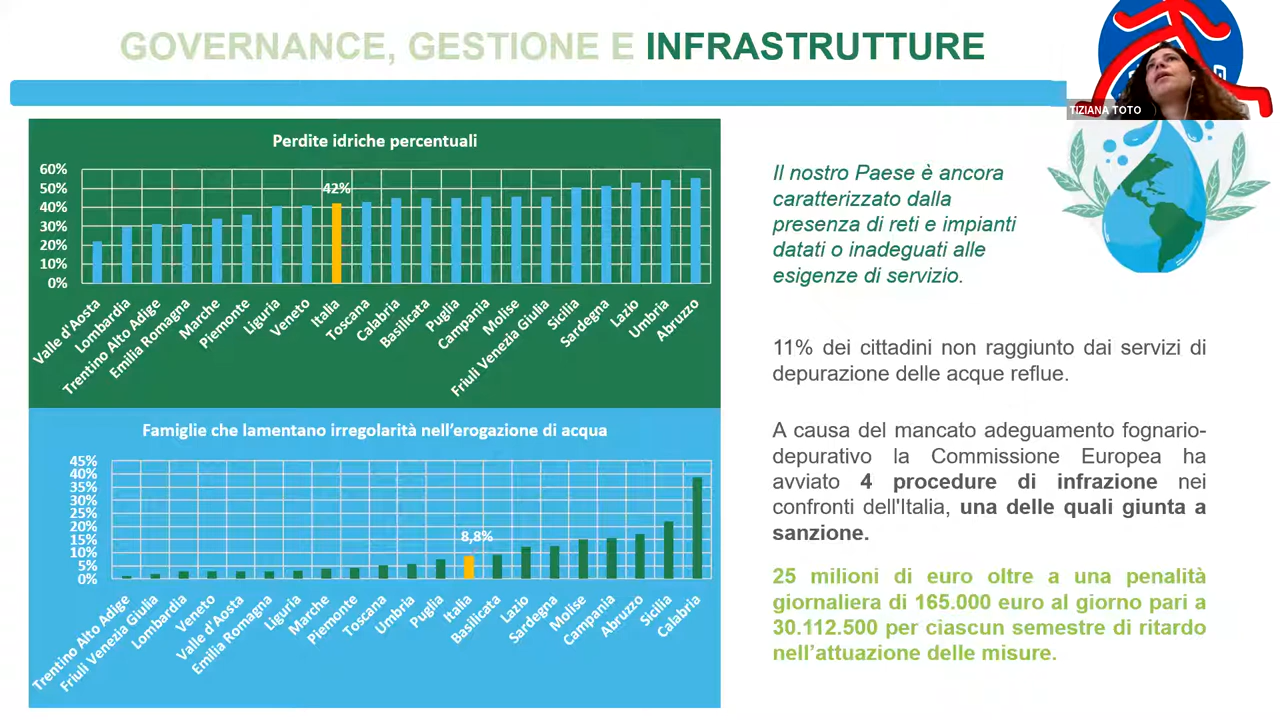 GOVERNANCE, GESTIONE E INFRASTRUTTURE
TIZIANA TOTO
Perdite idriche percentuali
60%
50%
40%
30%
20%
10%
0%
42%
Valle d'Aosta
Lombardia
Trentino Alto Adige
Emilia Romagna
Marche
Piemonte
Liguria
Veneto
Italia
Toscana
Calabria
Basilicata
Puglia
Campania
Molise
Friuli Venezia Giulia
Sicilia
Sardegna
Lazio
Umbria
Abruzzo
Famiglie che lamentano irregolarità nell'erogazione di acqua
45%
40%
35%
30%
25%
20%
15%
10%
5%
0%
8,8%
Trentino Alto Adige
Friuli Venezia Giulia
Lombardia
Veneto
Valle d'Aosta
Emilia Romagna
Liguria
Marche
Piemonte
Toscana
Umbria
Puglia
Italia
Basilicata
Lazio
Sardegna
Molise
Campania
Abruzzo
Sicilia
Calabria
Il nostro Paese è ancora
caratterizzato dalla
presenza di reti e impianti
datati o inadeguati alle
esigenze di servizio.
11% dei cittadini non raggiunto dai servizi di
depurazione delle acque reflue.
A causa del mancato adeguamento fognario-
depurativo la Commissione Europea ha
avviato 4 procedure di infrazione nei
confronti dell'Italia, una delle quali giunta a
sanzione.
25 milioni di euro oltre a una penalità
giornaliera di 165.000 euro al giorno pari a
30.112.500 per ciascun semestre di ritardo
nell'attuazione delle misure.